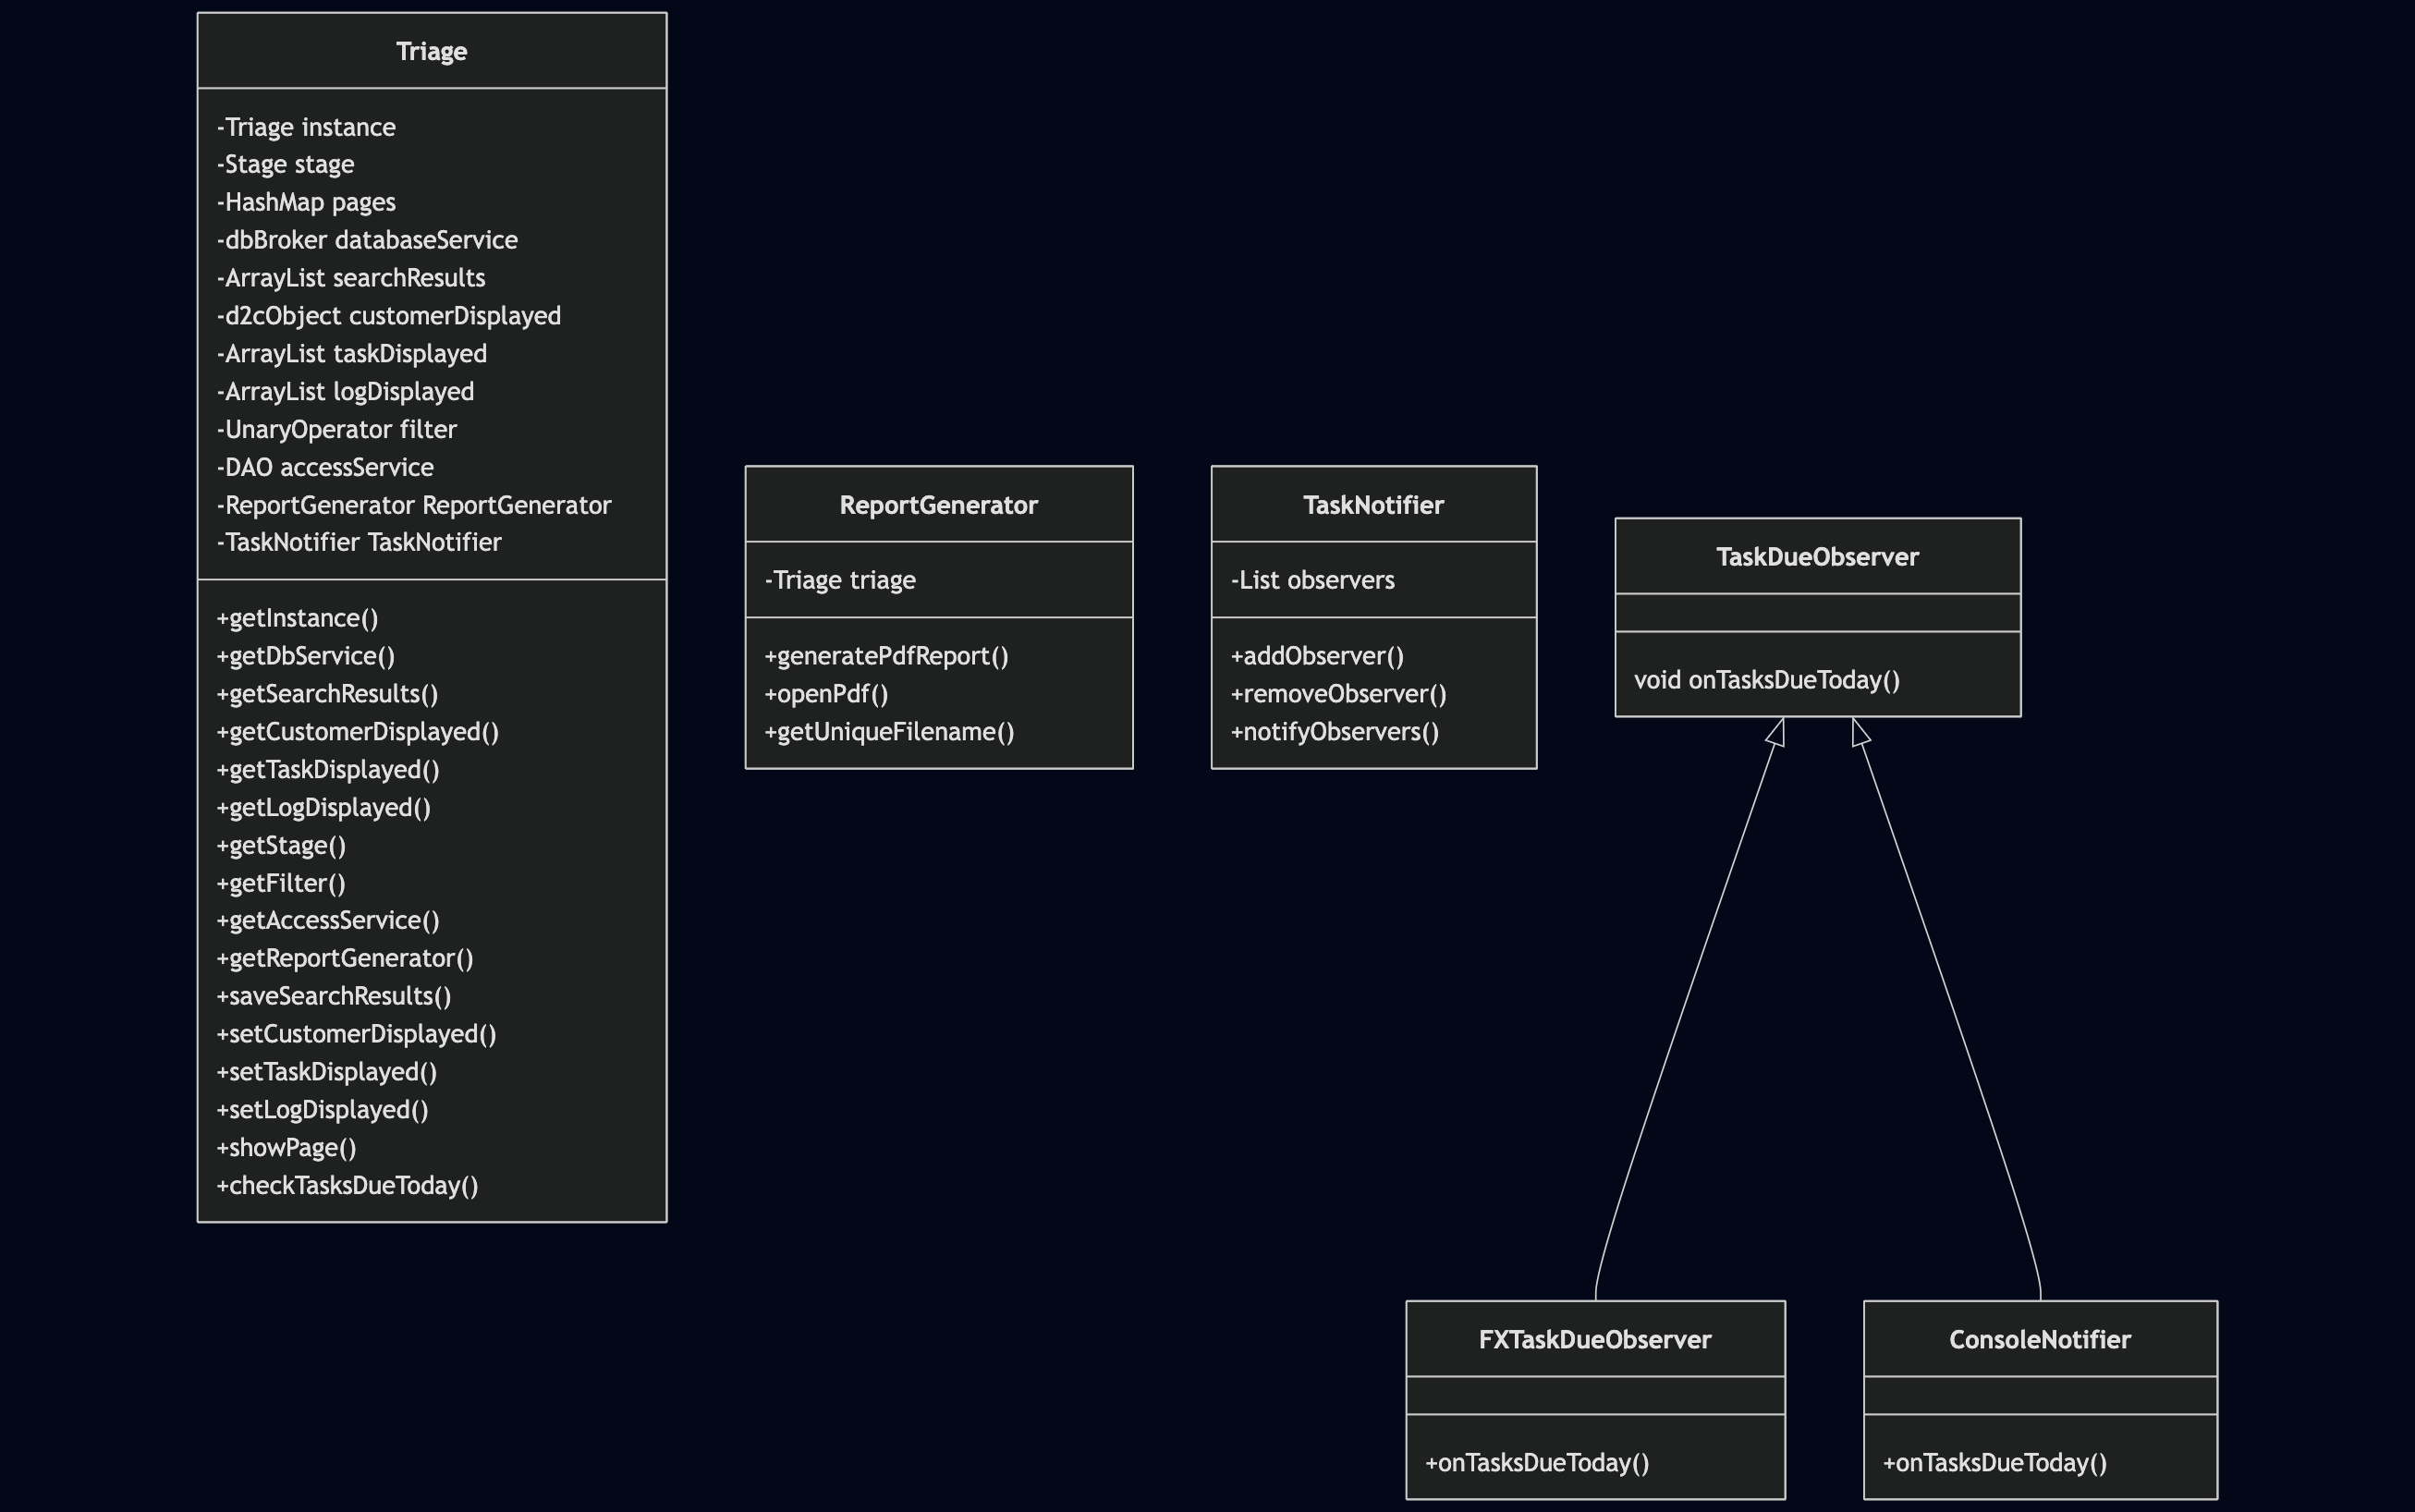 Triage
-Triage instance
-Stage stage
-HashMap pages
-dbBroker databaseService
-ArrayList searchResults
-d2cObject customerDisplayed
-ArrayList taskDisplayed
-ArrayList logDisplayed
-UnaryOperator filter
-DAO accessService
-ReportGenerator ReportGenerator
-TaskNotifier TaskNotifier
+getInstance()
+getDbService()
+getSearchResults()
+getCustomerDisplayed()
+getTaskDisplayed()
+getLogDisplayed()
+getStage()
+getFilter()
+getAccessService()
+getReportGenerator()
+saveSearchResults()
+setCustomerDisplayed()
+setTaskDisplayed()
+setLogDisplayed()
+showPage()
+checkTasksDueToday()
ReportGenerator
-Triage triage
+generatePdfReport()
+openPdf()
+getUniqueFilename()
TaskNotifier
-List observers
+addObserver()
+removeObserver()
+notifyObservers()
TaskDueObserver
void onTasksDueToday()
FXTaskDueObserver
+onTasksDueToday()
ConsoleNotifier
+onTasksDueToday()